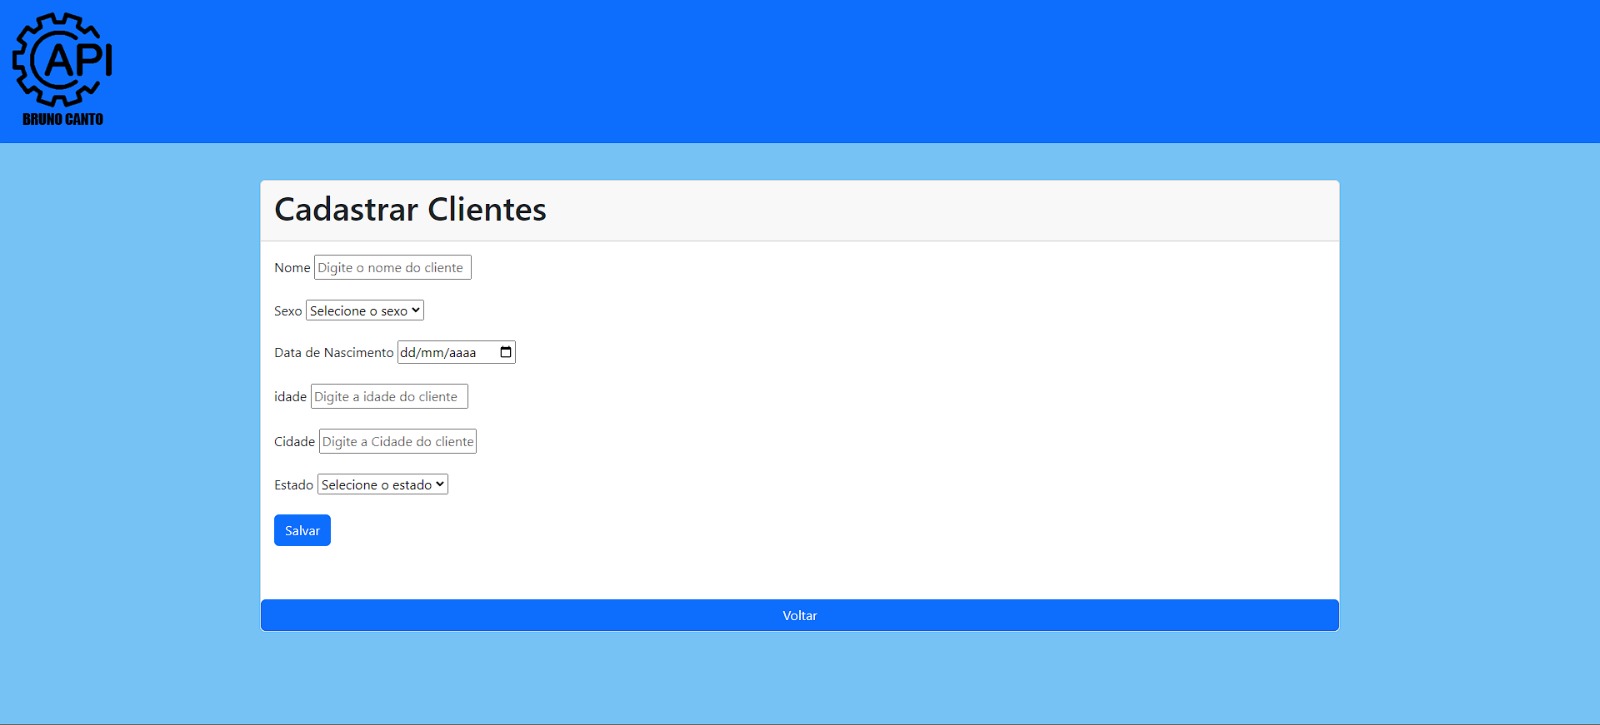 API
BRUNO CANTO
Cadastrar Clientes
Nome Digite o nome do cliente
Sexo Selecione o sexo
Data de Nascimento dd/mm/aaaa
idade Digite a idade do cliente
Cidade Digite a Cidade do cliente
Estado Selecione o estado
Salvar
Voltar